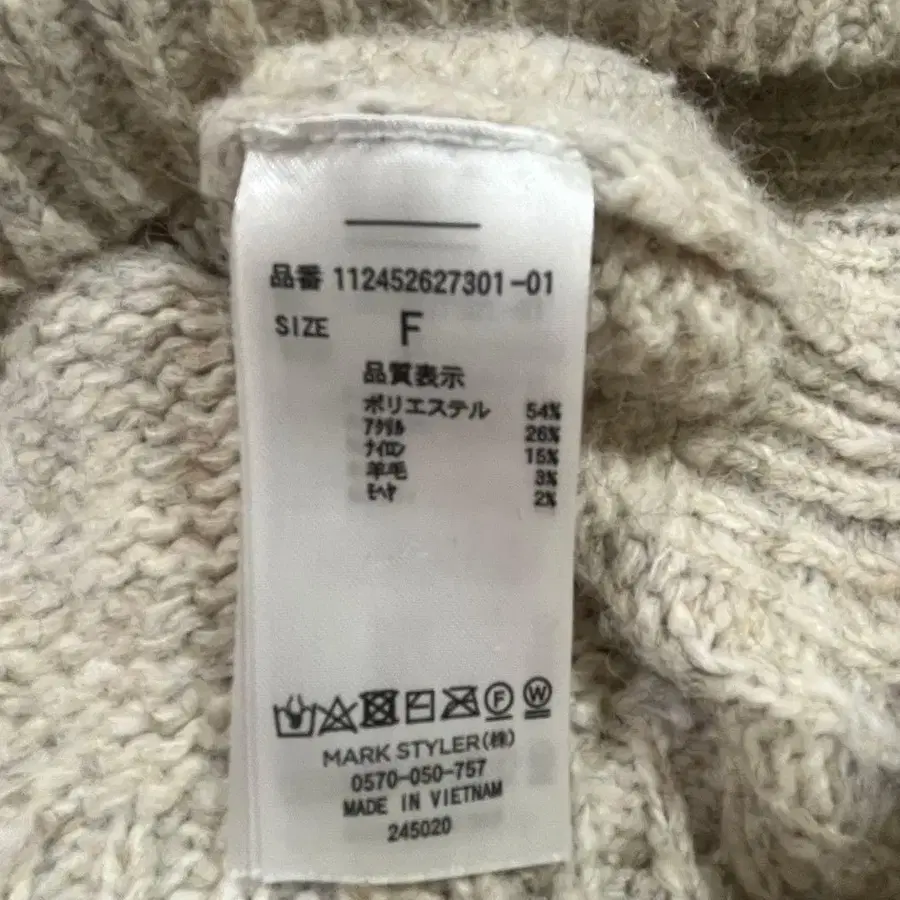 品番 112452627301-01
SIZE F
品質表示
ポリエステル 54%
ｱｸﾘﾙ 26%
ﾅｲﾛﾝ 15%
羊毛 3%
ﾓﾍﾔ 2%
F W
MARK STYLER(株)
0570-050-757
MADE IN VIETNAM
245020